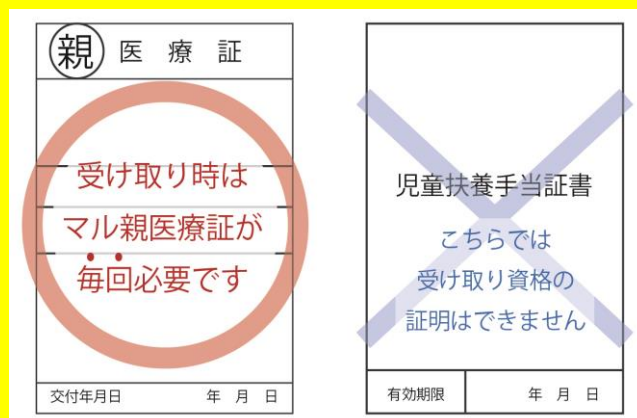 親 医療証
受け取り時は
マル親医療証が
毎回必要です
交付年月日 年 月 日
児童扶養手当証書
こちらでは
受け取り資格の
証明はできません
有効期限 年 月 日